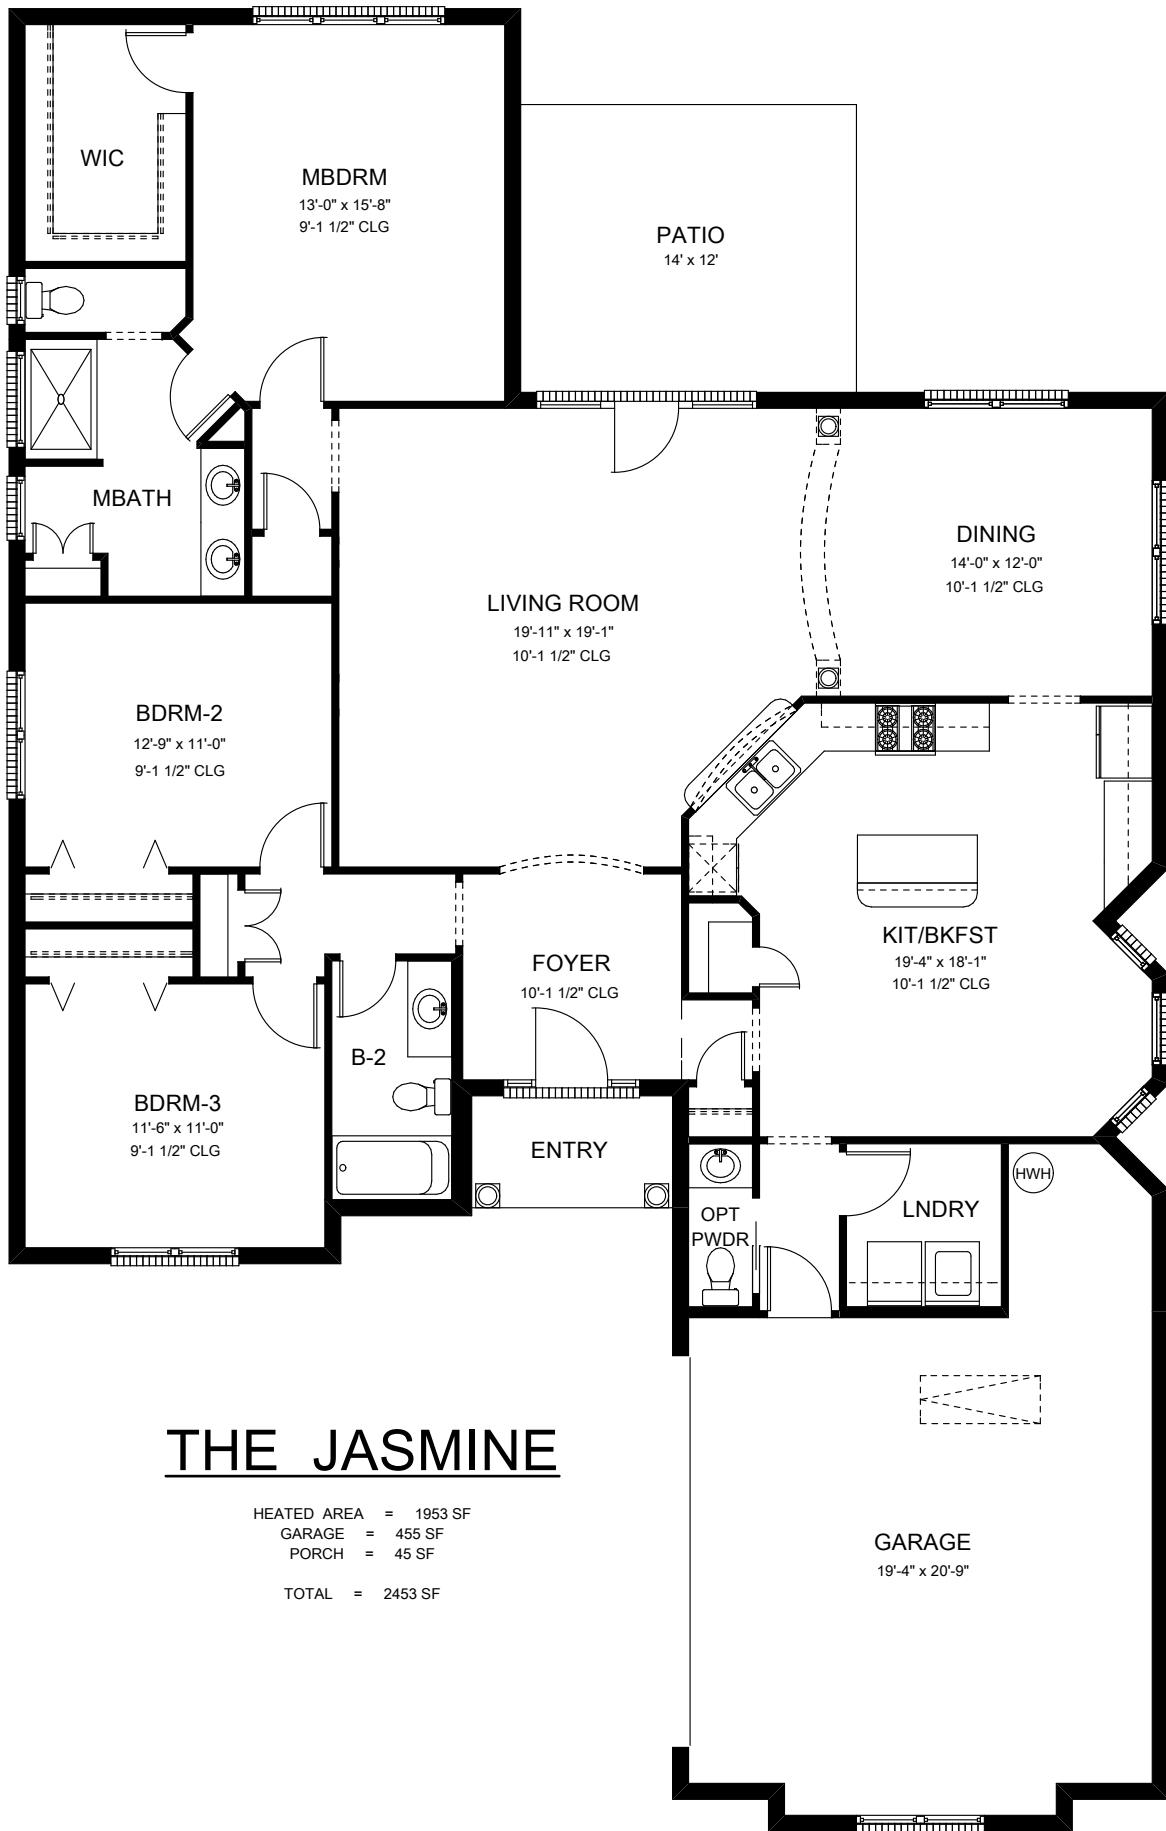 WIC
MBDRM
13'-0" x 15'-8"
9'-1 1/2" CLG
PATIO
14' x 12'
MBATH
DINING
14'-0" x 12'-0"
10'-1 1/2" CLG
LIVING ROOM
19'-11" x 19'-1"
10'-1 1/2" CLG
BDRM-2
12'-9" x 11'-0"
9'-1 1/2" CLG
KIT/BKFST
19'-4" x 18'-1"
10'-1 1/2" CLG
FOYER
10'-1 1/2" CLG
B-2
BDRM-3
11'-6" x 11'-0"
9'-1 1/2" CLG
ENTRY
HWH
LNDRY
OPT
PWDR
THE JASMINE
HEATED AREA = 1953 SF
GARAGE = 455 SF
PORCH = 45 SF
TOTAL = 2453 SF
GARAGE
19'-4" x 20'-9"